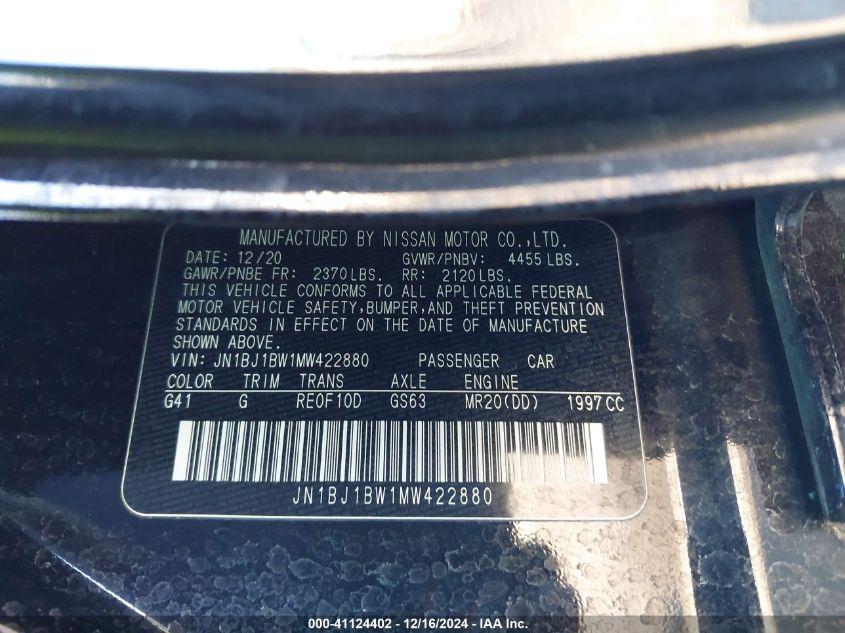 MANUFACTURED BY NISSAN MOTOR CO.,LTD.
DATE: 12/20 GVWR/PNBV: 4455 LBS.
GAWR/PNBE FR: 2370 LBS. RR: 2120 LBS.
THIS VEHICLE CONFORMS TO ALL APPLICABLE FEDERAL
MOTOR VEHICLE SAFETY,BUMPER,AND THEFT PREVENTION
STANDARDS IN EFFECT ON THE DATE OF MANUFACTURE
SHOWN ABOVE.
VIN: JN1BJ1BW1MW422880 PASSENGER CAR
COLOR TRIM TRANS AXLE ENGINE
G41 G RE0F10D GS63 MR20(DD) 1997CC
JN1BJ1BW1MW422880
000-41124402 - 12/16/2024 - IAA Inc.